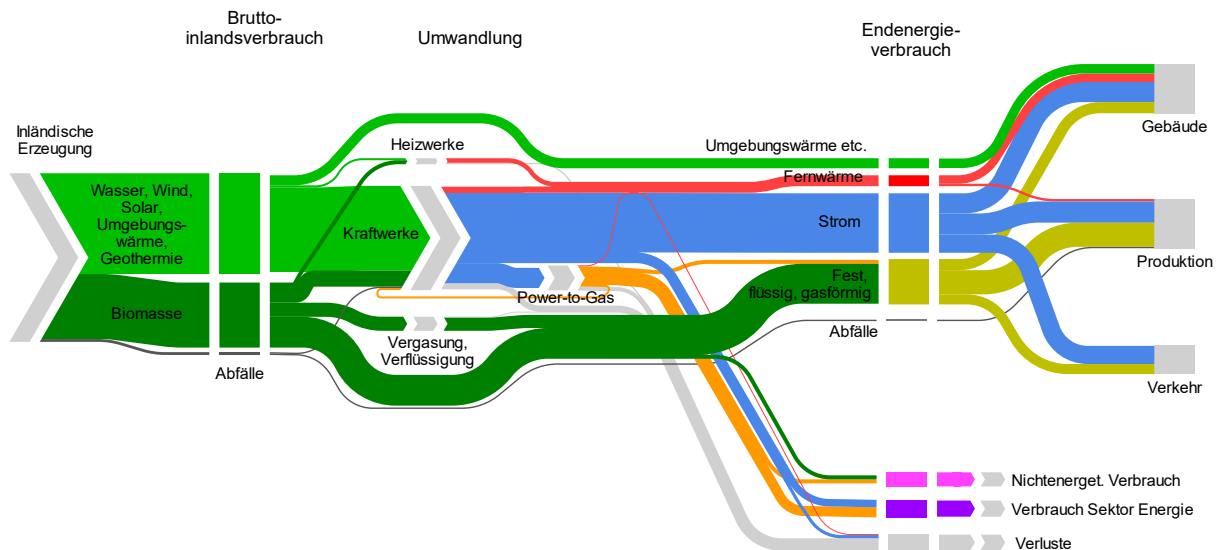 Brutto-
inlandsverbrauch
Umwandlung
Endenergie-
verbrauch
Inländische
Erzeugung
Wasser, Wind,
Solar,
Umgebungs-
wärme,
Geothermie
Biomasse
Abfälle
Heizwerke
Kraftwerke
Power-to-Gas
Vergasung,
Verflüssigung
Umgebungswärme etc.
Fernwärme
Strom
Fest,
flüssig, gasförmig
Abfälle
Gebäude
Produktion
Verkehr
Nichtenerget. Verbrauch
Verbrauch Sektor Energie
Verluste